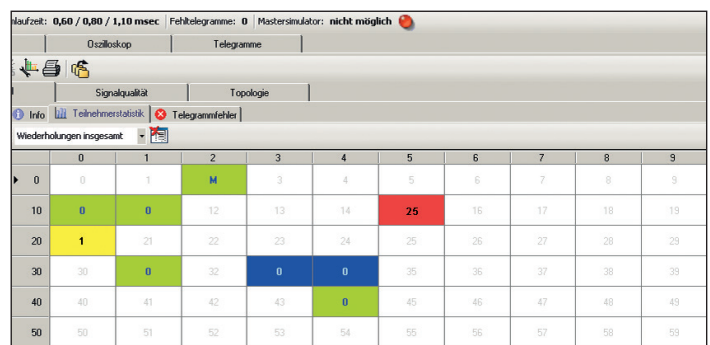 nlaufzeit: 0,60 / 0,80 / 1,10 msec Fehltelegramme: 0 Mastersimulator: nicht möglich
Oszilloskop Telegramme
Signalqualität Topologie
Info Teilnehmerstatistik Telegrammfehler
Wiederholungen insgesamt
0 1 2 3 4 5 6 7 8 9
0 0 1 M 3 4 5 6 7 8 9
10 0 0 12 13 14 25 16 17 18 19
20 1 21 22 23 24 25 26 27 28 29
30 30 0 32 0 0 35 36 37 38 39
40 40 41 42 43 0 45 46 47 48 49
50 50 51 52 53 54 55 56 57 58 59